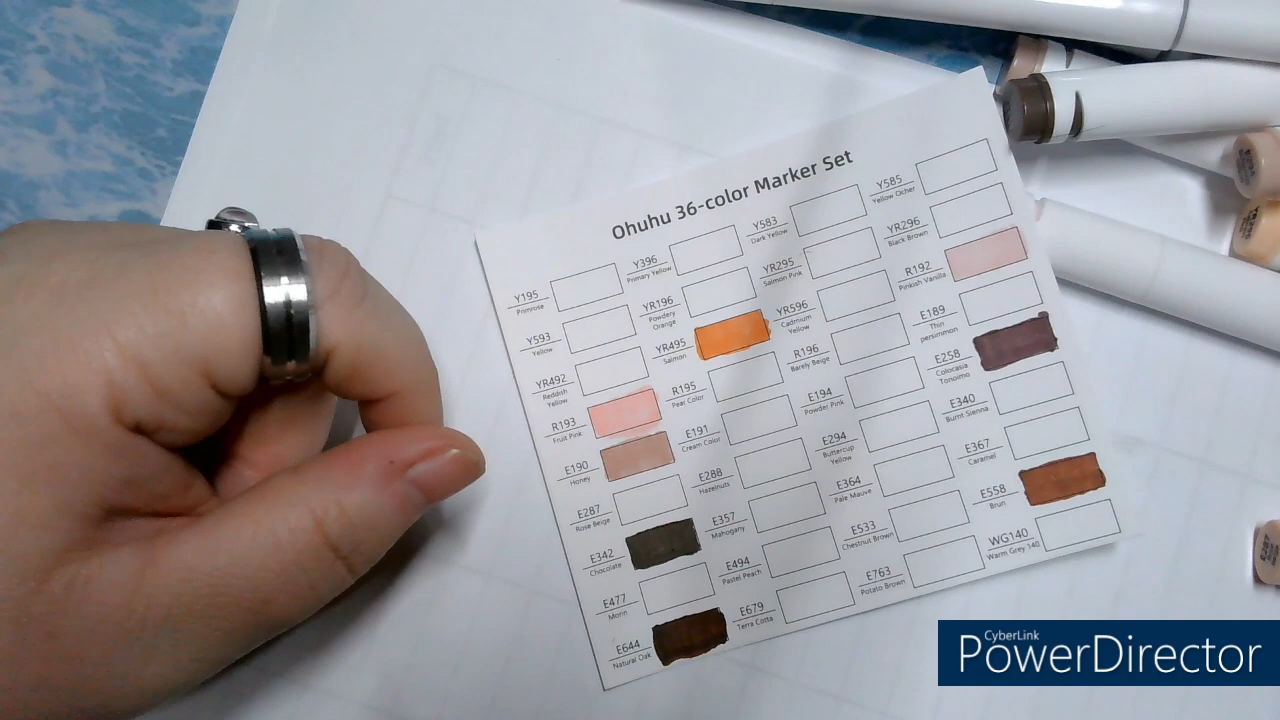 Ohuhu 36-color Marker Set
Y195
Primrose
Y396
Primary Yellow
Y583
Dark Yellow
Y585
Yellow Ocher
Y593
Yellow
YR196
Powdery
Orange
YR295
Salmon Pink
YR296
Black Brown
YR492
Reddish
Yellow
YR495
Salmon
YR596
Cadmium
Yellow
R192
Pinkish Vanilla
R193
Fruit Pink
R195
Pear Color
R196
Barely Beige
E189
Thin
persimmon
E190
Honey
E191
Cream Color
E194
Powder Pink
E258
Colocasia
Tonoimo
E287
Rose Beige
E288
Hazelnuts
E294
Buttercup
Yellow
E340
Burnt Sienna
E342
Chocolate
E357
Mahogany
E364
Pale Mauve
E367
Caramel
E477
Morin
E494
Pastel Peach
E533
Chestnut Brown
E558
Brun
E644
Natural Oak
E679
Terra Cotta
E763
Potato Brown
WG140
Warm Grey 140
CyberLink
PowerDirector